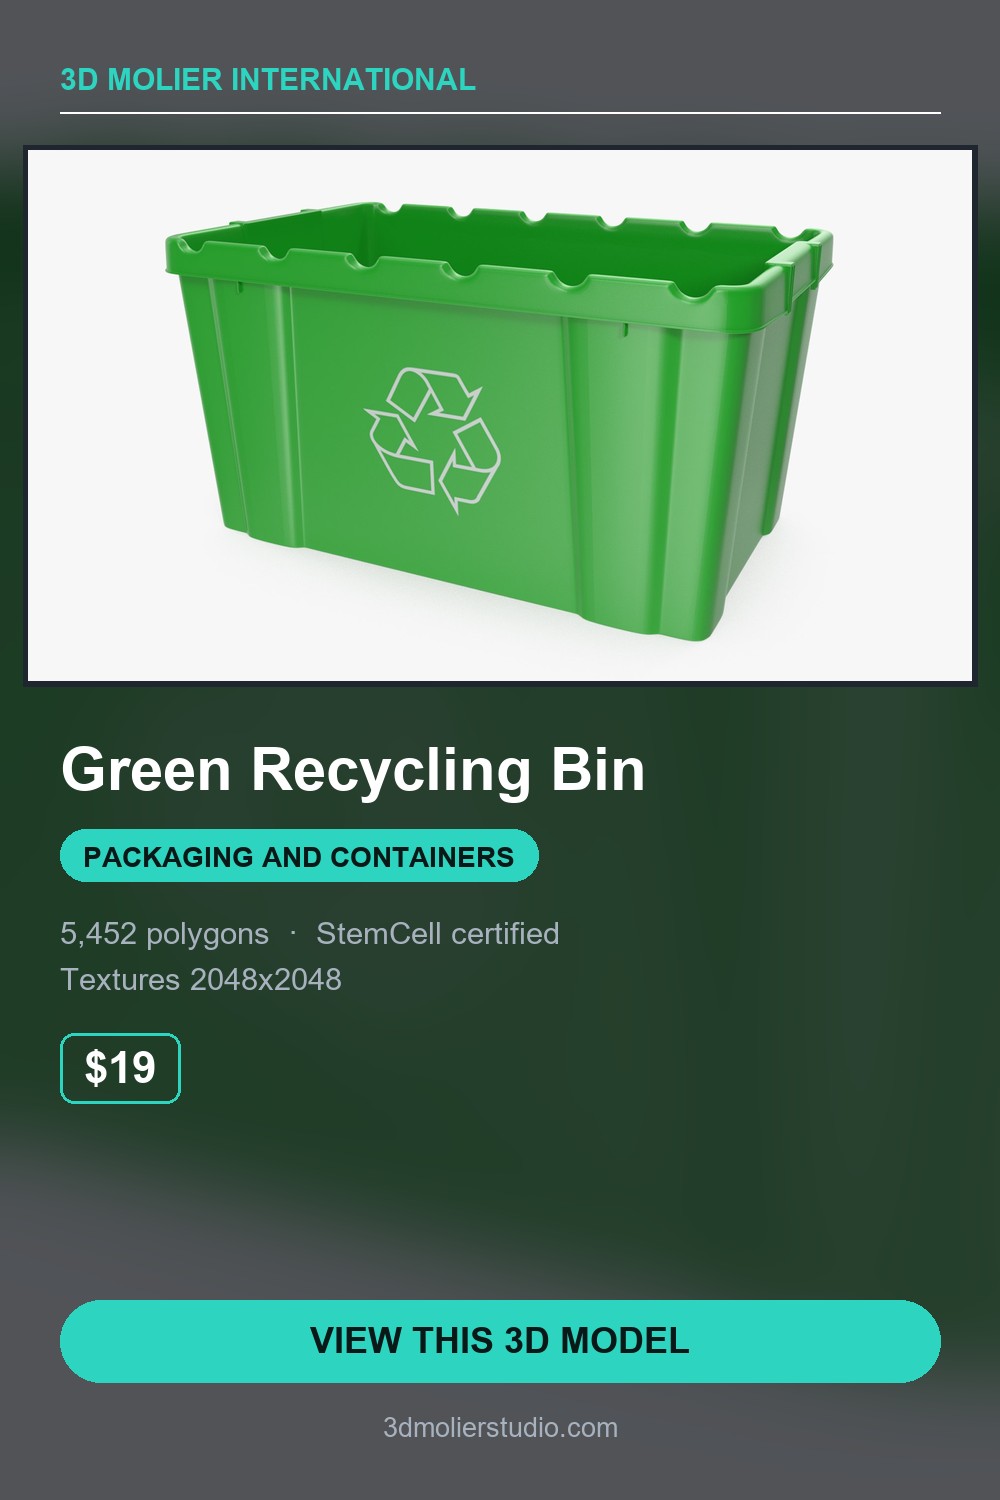 3D MOLIER INTERNATIONAL
Green Recycling Bin
PACKAGING AND CONTAINERS
5,452 polygons · StemCell certified
Textures 2048x2048
$19
VIEW THIS 3D MODEL
3dmolierstudio.com